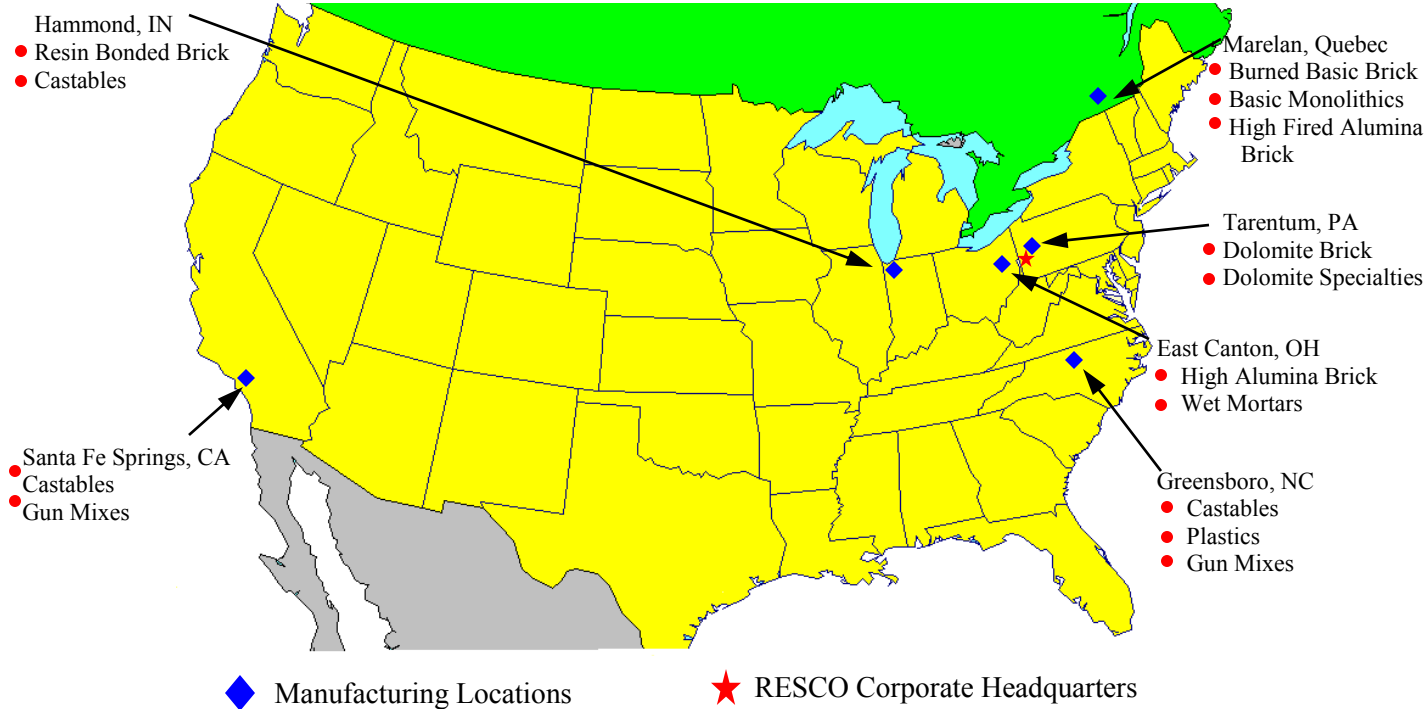 Hammond, IN
Resin Bonded Brick
Castables
Marelan, Quebec
Burned Basic Brick
Basic Monolithics
High Fired Alumina
Brick
Tarentum, PA
Dolomite Brick
Dolomite Specialties
East Canton, OH
High Alumina Brick
Wet Mortars
Santa Fe Springs, CA
Castables
Gun Mixes
Greensboro, NC
Castables
Plastics
Gun Mixes
Manufacturing Locations
RESCO Corporate Headquarters